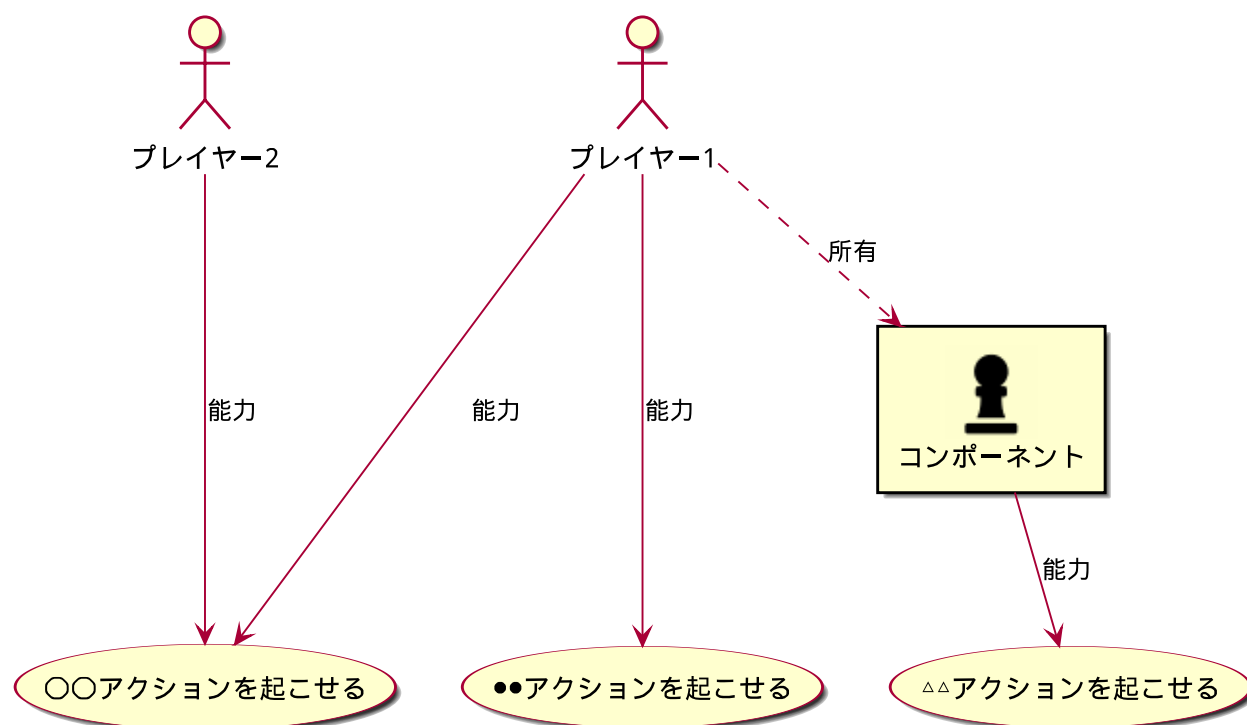 プレイヤー2
プレイヤー1
所有
能力
能力
能力
コンポーネント
能力
〇〇アクションを起こせる
●●アクションを起こせる
△△アクションを起こせる